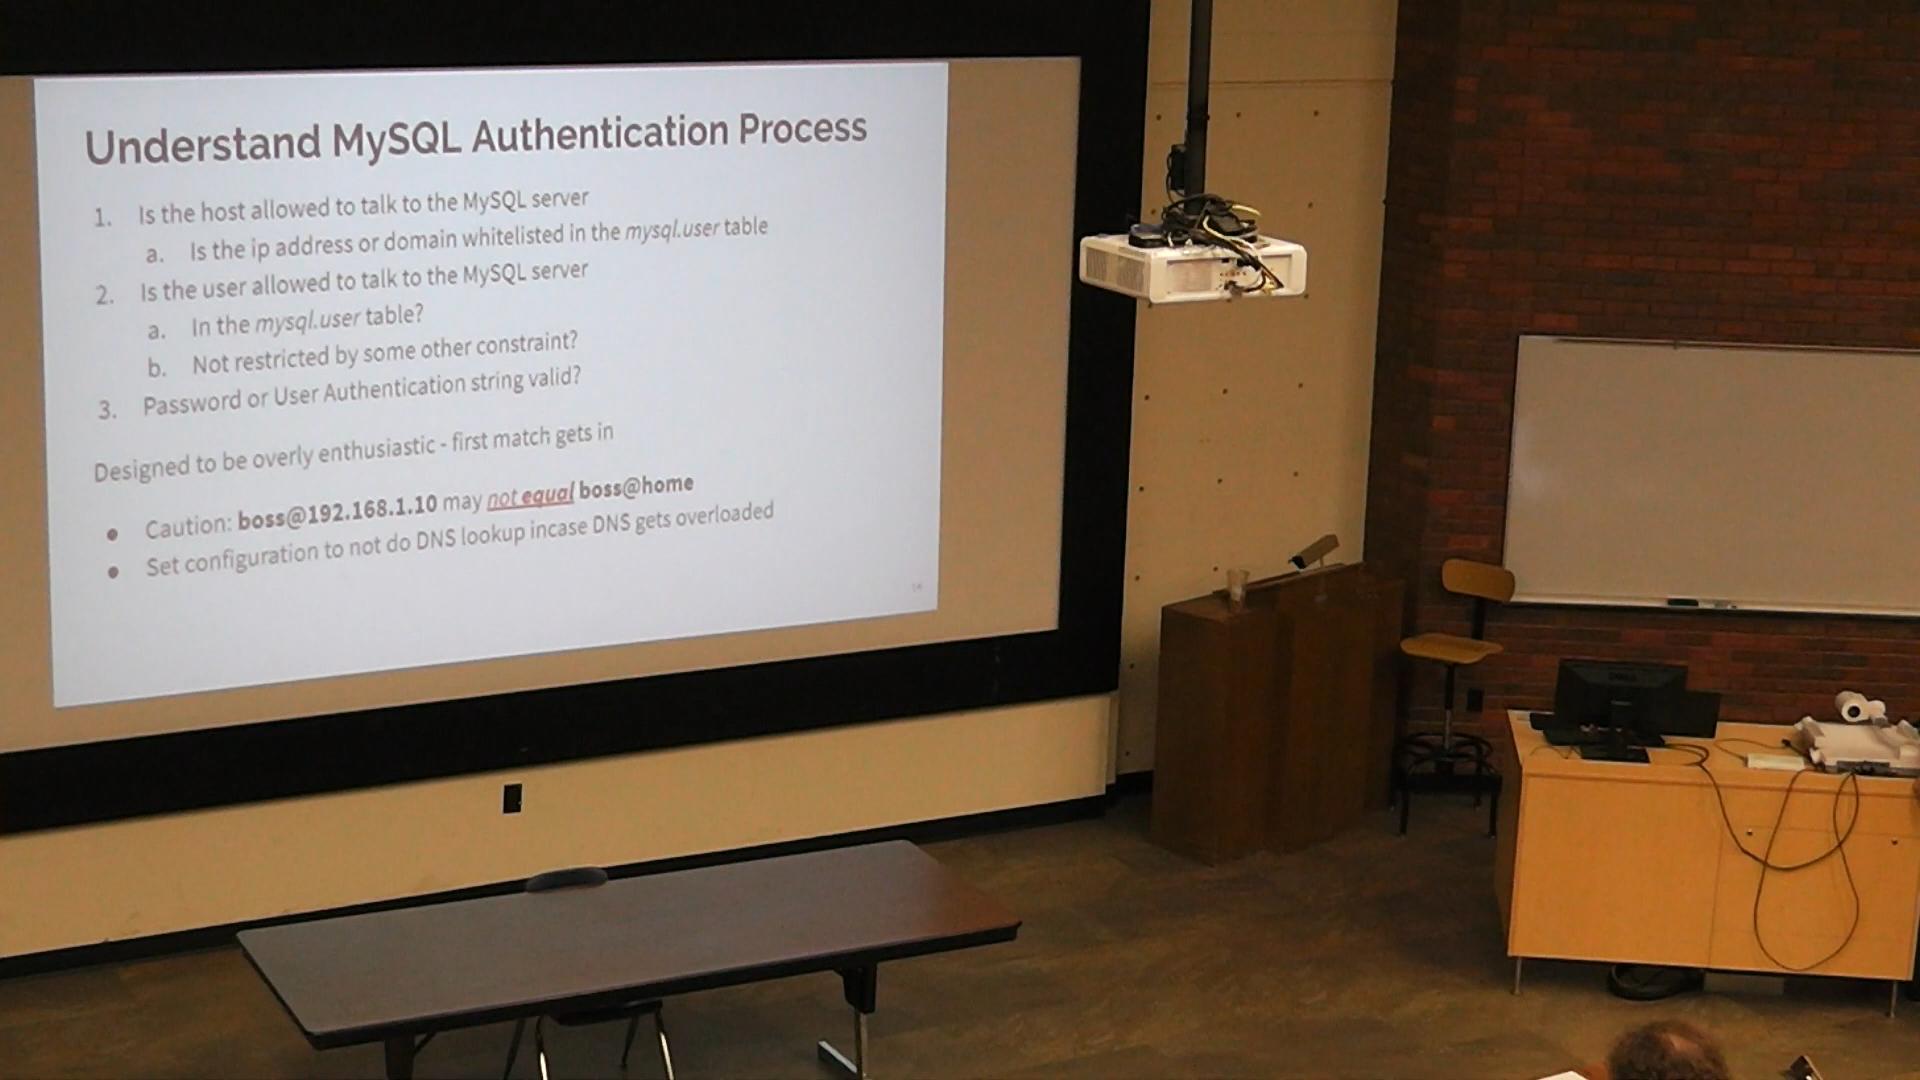 Understand MySQL Authentication Process
1. Is the host allowed to talk to the MySQL server
a. Is the ip address or domain whitelisted in the mysql.user table
2. Is the user allowed to talk to the MySQL server
a. In the mysql.user table?
b. Not restricted by some other constraint?
3. Password or User Authentication string valid?
Designed to be overly enthusiastic - first match gets in
● Caution: boss@192.168.1.10 may not equal boss@home
● Set configuration to not do DNS lookup incase DNS gets overloaded